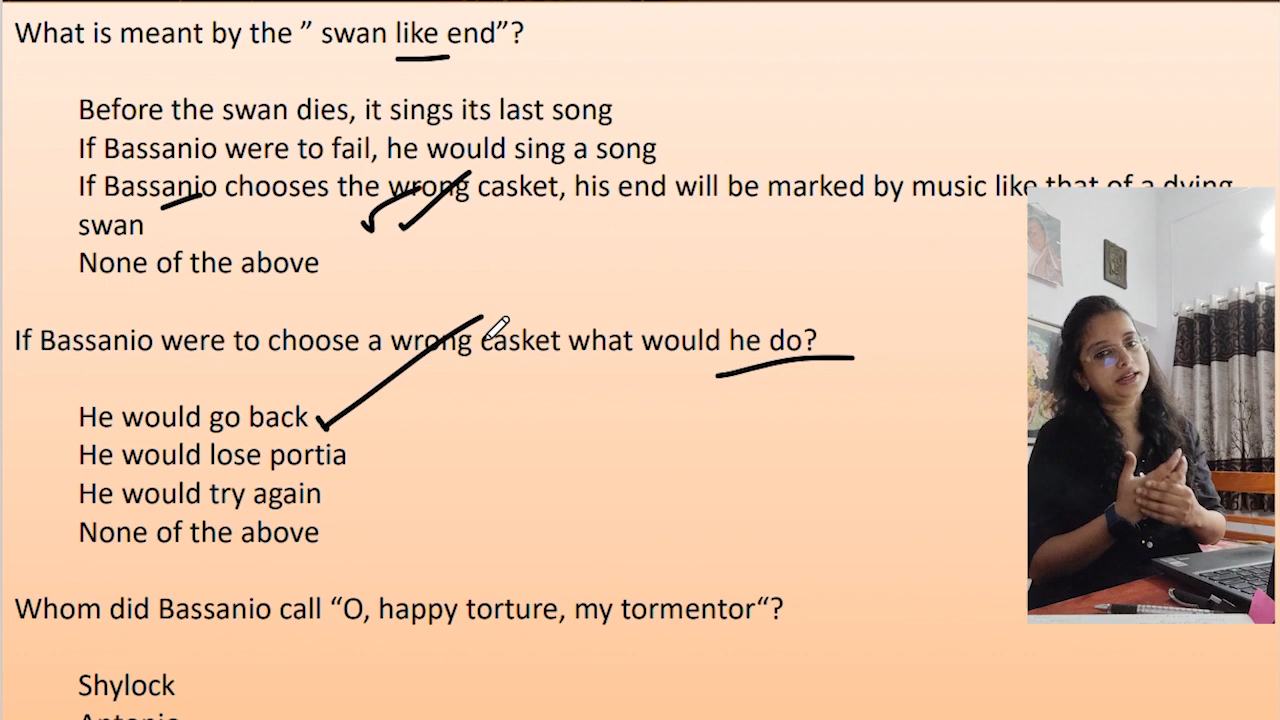 What is meant by the ” swan like end”?
Before the swan dies, it sings its last song
If Bassanio were to fail, he would sing a song
If Bassanio chooses the wrong casket, his end will be marked by music like that of a dying
swan
None of the above
If Bassanio were to choose a wrong casket what would he do?
He would go back
He would lose portia
He would try again
None of the above
Whom did Bassanio call “O, happy torture, my tormentor“?
Shylock
Antonio